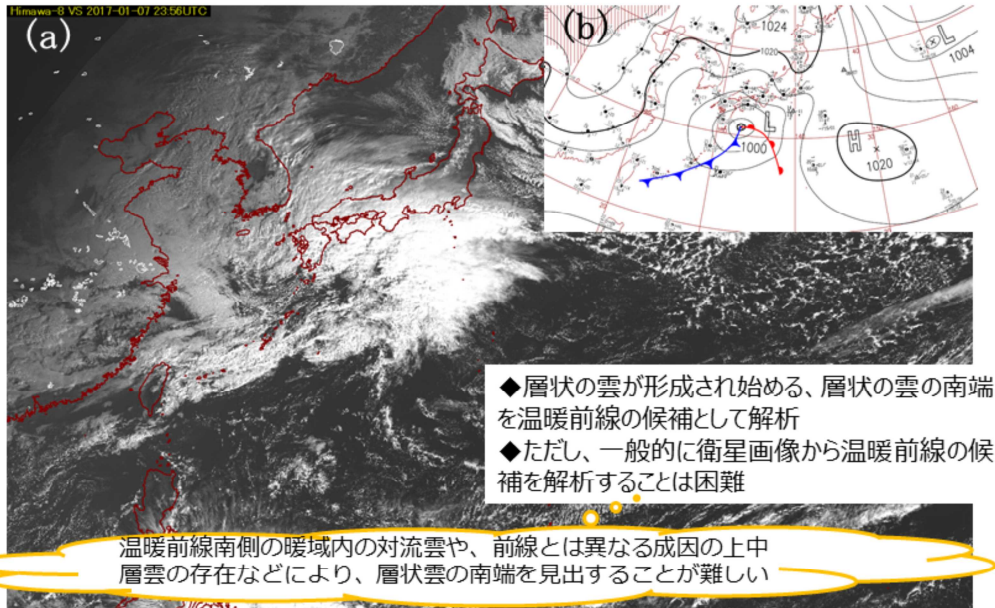 Himawa-8 VS 2017-01-07 23:56UTC
(a)
(b)
1024
1020
L
1004
L
1000
H
1020
◆層状の雲が形成され始める、層状の雲の南端
を温暖前線の候補として解析
◆ただし、一般的に衛星画像から温暖前線の候
補を解析することは困難
温暖前線南側の暖域内の対流雲や、前線とは異なる成因の上中
層雲の存在などにより、層状雲の南端を見出することが難しい